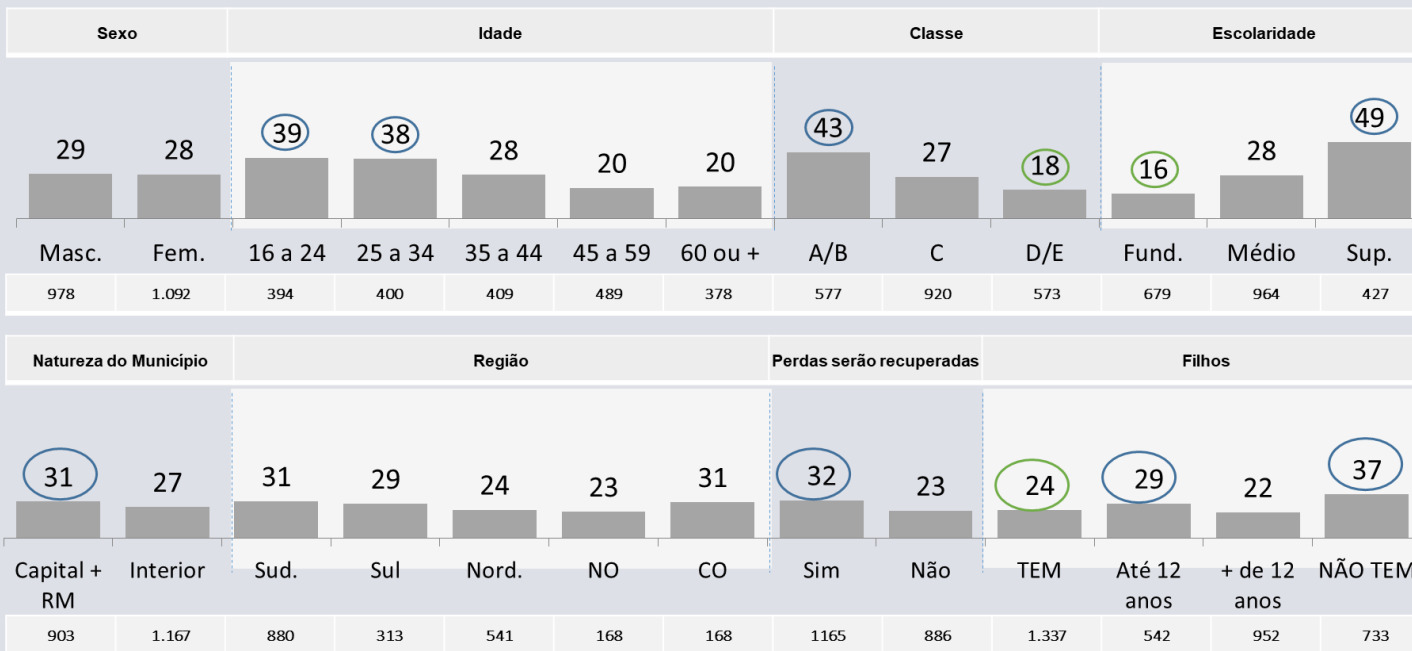 Sexo Idade Classe Escolaridade
29 28 39 38 28 20 20 43 27 18 16 28 49
Masc. Fem. 16 a 24 25 a 34 35 a 44 45 a 59 60 ou + A/B C D/E Fund. Médio Sup.
978 1.092 394 400 409 489 378 577 920 573 679 964 427
Natureza do Município Região Perdas serão recuperadas Filhos
31 27 31 29 24 23 31 32 23 24 29 22 37
Capital + Interior Sud. Sul Nord. NO CO Sim Não TEM Até 12 + de 12 NÃO TEM
RM anos anos
903 1.167 880 313 541 168 168 1165 886 1.337 542 952 733